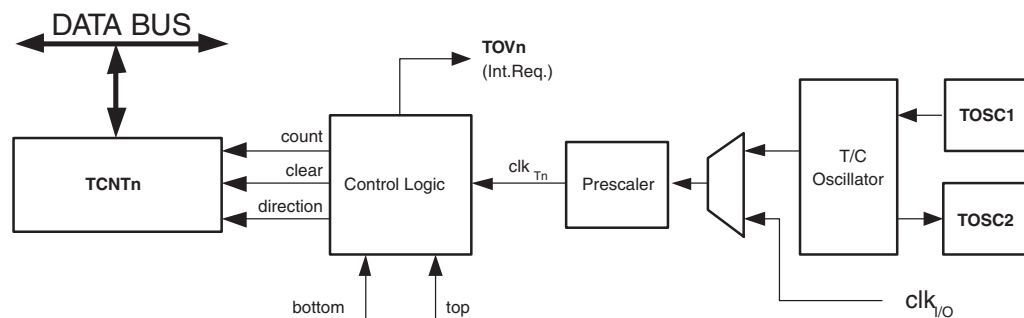 DATA BUS
TOVn
(Int.Req.)
TOSC1
count
TCNTn
clear
Control Logic
clk Tn
Prescaler
T/C
Oscillator
direction
TOSC2
bottom
top
clk I/O